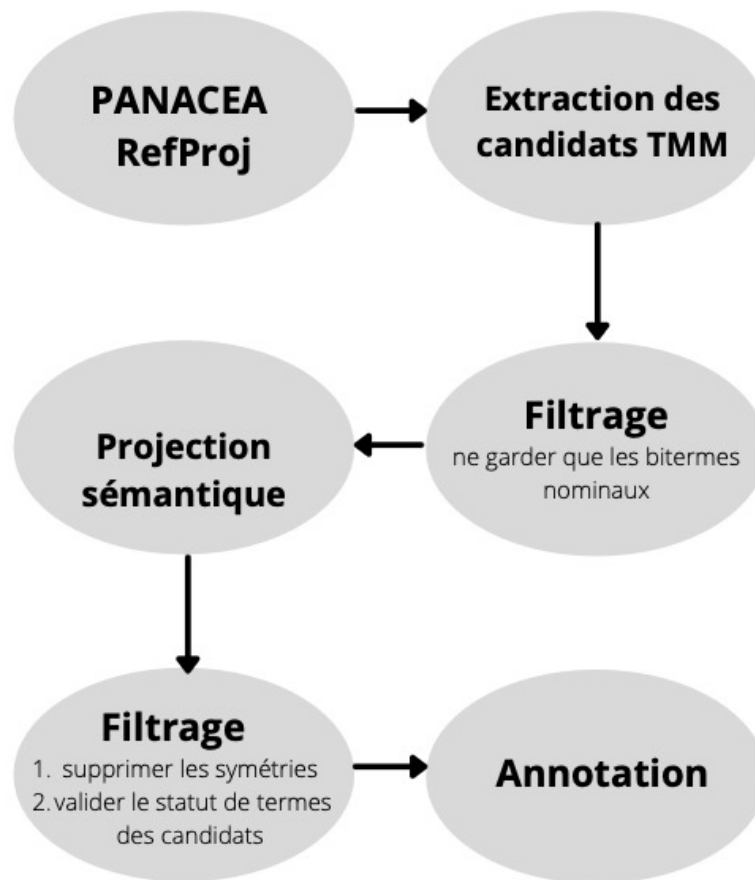 PANACEA
RefProj
Extraction des
candidats TMM
Filtrage
ne garder que les bitermes
nominaux
Projection
sémantique
Filtrage
1. supprimer les symétries
2. valider le statut de termes
des candidats
Annotation